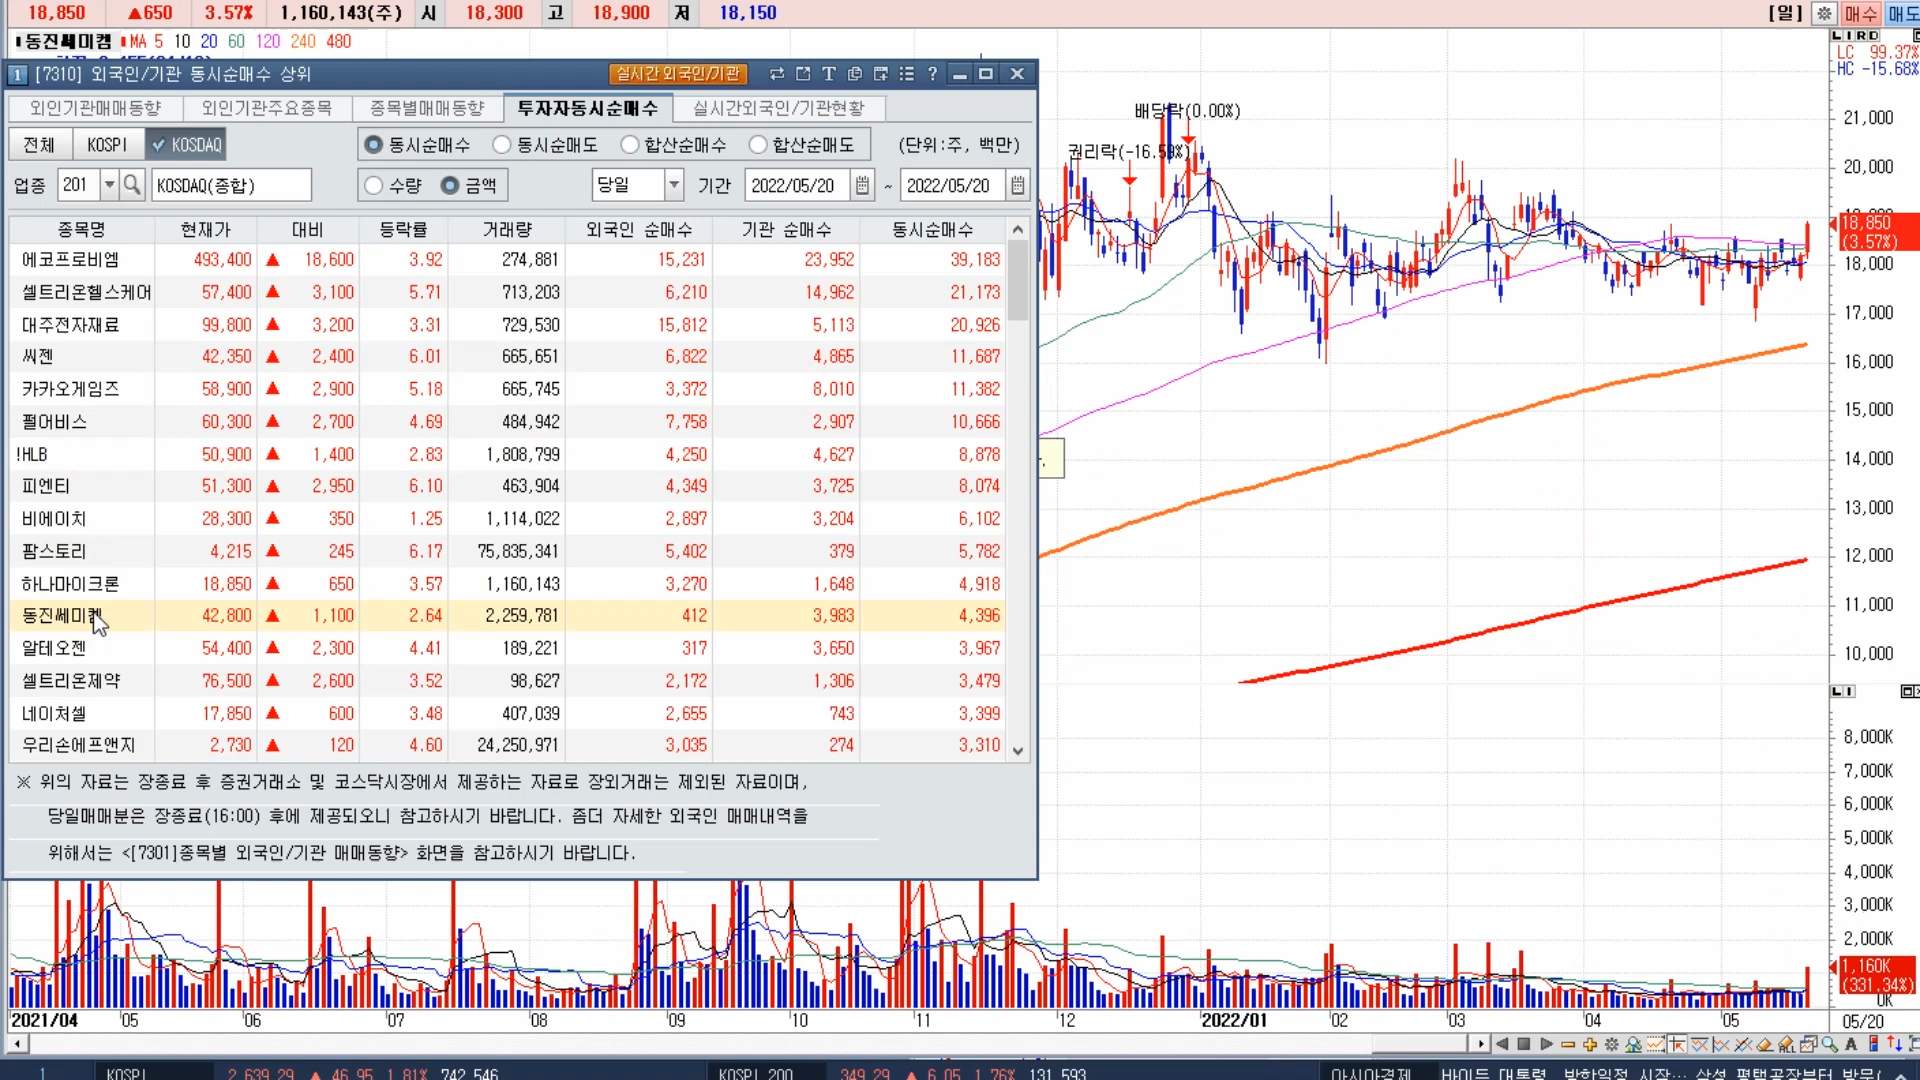 18,850 ▲650 3.57% 1,160,143(주) 시 18,300 고 18,900 저 18,150 [일] 매수 매도
동진쎄미켐 MA 5 10 20 60 120 240 480
1 [7310] 외국인/기관 동시순매수 상위 실시간 외국인/기관
외인기관매매동향 외인기관주요종목 종목별매매동향 투자자동시순매수 실시간외국인/기관현황
전체 KOSPI KOSDAQ 동시순매수 동시순매도 합산순매수 합산순매도 (단위:주, 백만)
업종 201 KOSDAQ(종합) 수량 금액 당일 기간 2022/05/20 ~ 2022/05/20
종목명 현재가 대비 등락률 거래량 외국인 순매수 기관 순매수 동시순매수
에코프로비엠 493,400 ▲ 18,600 3.92 274,881 15,231 23,952 39,183
셀트리온헬스케어 57,400 ▲ 3,100 5.71 713,203 6,210 14,962 21,173
대주전자재료 99,800 ▲ 3,200 3.31 729,530 15,812 5,113 20,926
씨젠 42,350 ▲ 2,400 6.01 665,651 6,822 4,865 11,687
카카오게임즈 58,900 ▲ 2,900 5.18 665,745 3,372 8,010 11,382
펄어비스 60,300 ▲ 2,700 4.69 484,942 7,758 2,907 10,666
!HLB 50,900 ▲ 1,400 2.83 1,808,799 4,250 4,627 8,878
피엔티 51,300 ▲ 2,950 6.10 463,904 4,349 3,725 8,074
비에이치 28,300 ▲ 350 1.25 1,114,022 2,897 3,204 6,102
팜스토리 4,215 ▲ 245 6.17 75,835,341 5,402 379 5,782
하나마이크론 18,850 ▲ 650 3.57 1,160,143 3,270 1,648 4,918
동진쎄미켐 42,800 ▲ 1,100 2.64 2,259,781 412 3,983 4,396
알테오젠 54,400 ▲ 2,300 4.41 189,221 317 3,650 3,967
셀트리온제약 76,500 ▲ 2,600 3.52 98,627 2,172 1,306 3,479
네이처셀 17,850 ▲ 600 3.48 407,039 2,655 743 3,399
우리손에프앤지 2,730 ▲ 120 4.60 24,250,971 3,035 274 3,310
※ 위의 자료는 장종료 후 증권거래소 및 코스닥시장에서 제공하는 자료로 장외거래는 제외된 자료이며,
당일매매분은 장종료(16:00) 후에 제공되오니 참고하시기 바랍니다. 좀더 자세한 외국인 매매내역을
위해서는 <[7301]종목별 외국인/기관 매매동향> 화면을 참고하시기 바랍니다.
배당락(0.00%)
권리락(-16.59%)
LC 99.37%
HC -15.68%
21,000
20,000
18,850
(3.57%)
18,000
17,000
16,000
15,000
14,000
13,000
12,000
11,000
10,000
8,000K
7,000K
6,000K
5,000K
4,000K
3,000K
2,000K
1,160K
(331.34%)
0K
2021/04 05 06 07 08 09 10 11 12 2022/01 02 03 04 05 05/20
1 KOSPI 2,639.29 ▲ 46.95 1.81% 742,546 KOSPI 200 349.29 ▲ 6.05 1.76% 131,593 아시아경제 바이든 대통령, 방한일정 시작… 삼성 평택공장부터 방문(